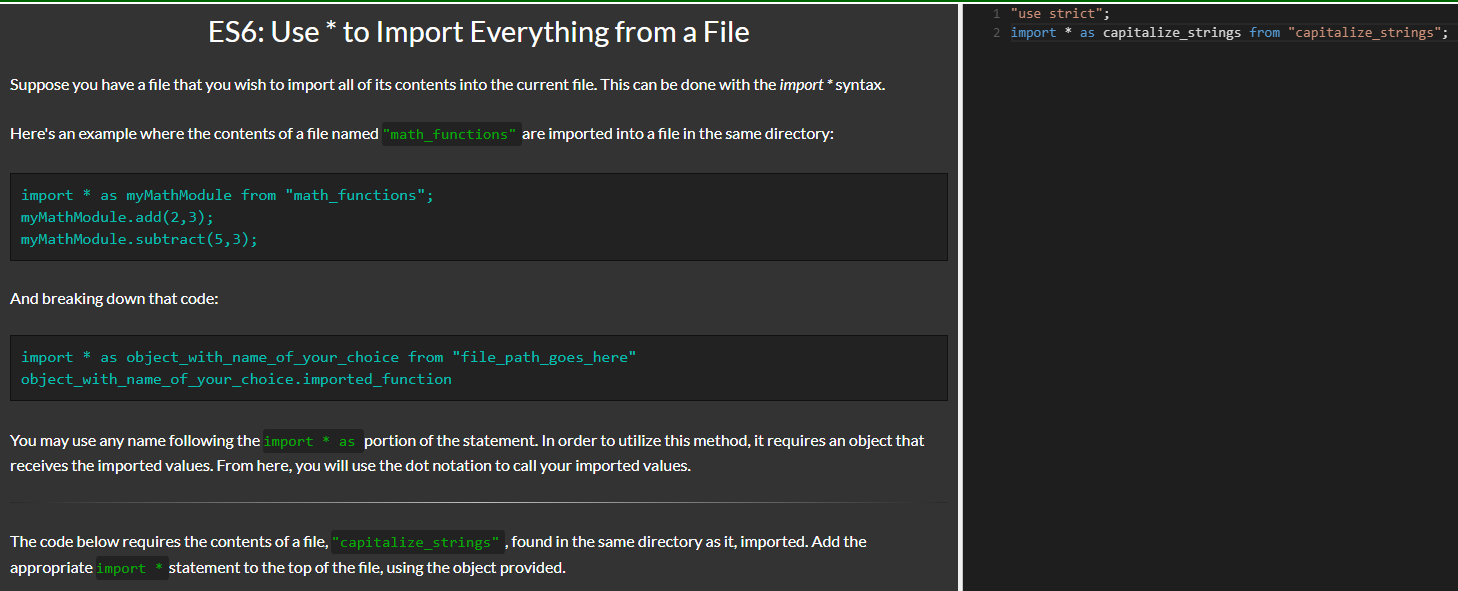 ES6: Use * to Import Everything from a File
Suppose you have a file that you wish to import all of its contents into the current file. This can be done with the import * syntax.
Here's an example where the contents of a file named "math_functions" are imported into a file in the same directory:
import * as myMathModule from "math_functions";
myMathModule.add(2,3);
myMathModule.subtract(5,3);
And breaking down that code:
import * as object_with_name_of_your_choice from "file_path_goes_here"
object_with_name_of_your_choice.imported_function
You may use any name following the import * as portion of the statement. In order to utilize this method, it requires an object that
receives the imported values. From here, you will use the dot notation to call your imported values.
The code below requires the contents of a file, "capitalize_strings" , found in the same directory as it, imported. Add the
appropriate import * statement to the top of the file, using the object provided.
1 "use strict";
2 import * as capitalize_strings from "capitalize_strings";